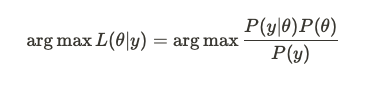 arg max L(θ|y) = arg max P(y|θ)P(θ) / P(y)